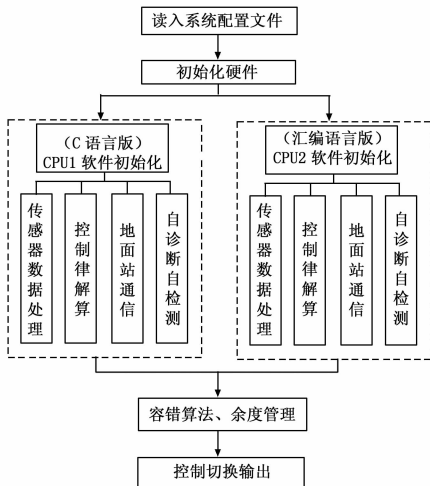 读入系统配置文件
初始化硬件
（C 语言版）
CPU1 软件初始化
传感器数据处理
控制律解算
地面站通信
自诊断自检测
（汇编语言版）
CPU2 软件初始化
传感器数据处理
控制律解算
地面站通信
自诊断自检测
容错算法、余度管理
控制切换输出